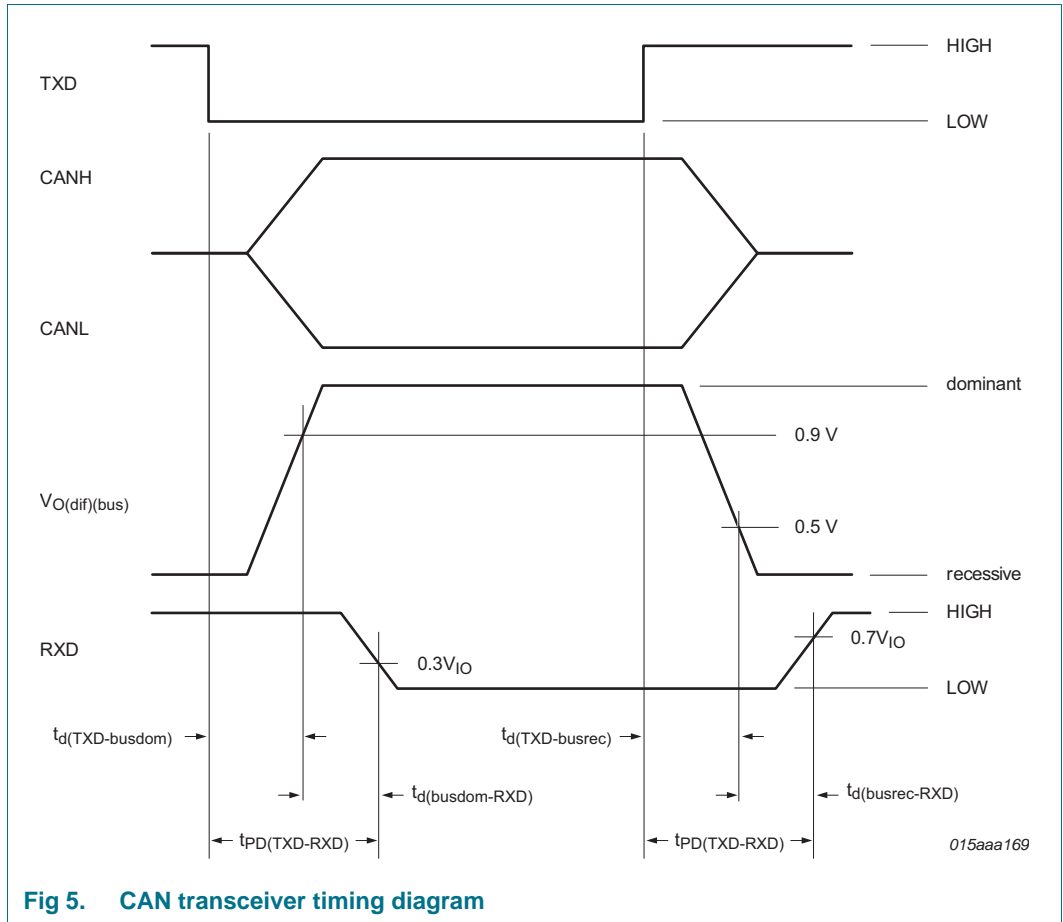 HIGH
TXD
LOW
CANH
CANL
dominant
0.9 V
VO(dif)(bus)
0.5 V
recessive
HIGH
0.7VIO
RXD
0.3VIO
LOW
td(TXD-busdom)
td(TXD-busrec)
td(busdom-RXD)
td(busrec-RXD)
tPD(TXD-RXD)
tPD(TXD-RXD)
015aaa169
Fig 5. CAN transceiver timing diagram